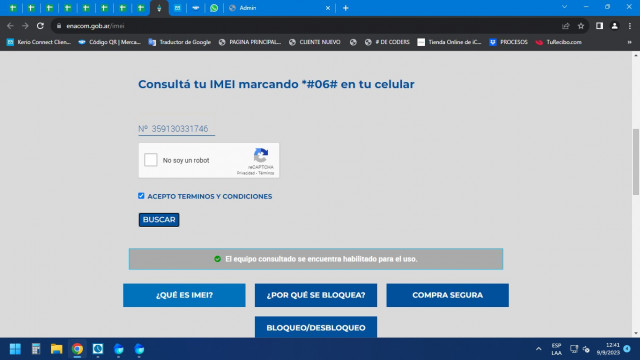 Admin
enacom.gob.ar/imei
Kerio Connect Clien... Código QR | Merca... Traductor de Google PAGINA PRINCIPAL... CLIENTE NUEVO # DE CODERS Tienda Online de iC... PROCESOS TuRecibo.com
Consultá tu IMEI marcando *#06# en tu celular
Nº 359130331746
No soy un robot
reCAPTCHA
Privacidad - Términos
ACEPTO TERMINOS Y CONDICIONES
BUSCAR
El equipo consultado se encuentra habilitado para el uso.
¿QUÉ ES IMEI? ¿POR QUÉ SE BLOQUEA? COMPRA SEGURA
BLOQUEO/DESBLOQUEO
ESP 12:41
LAA 9/9/2023